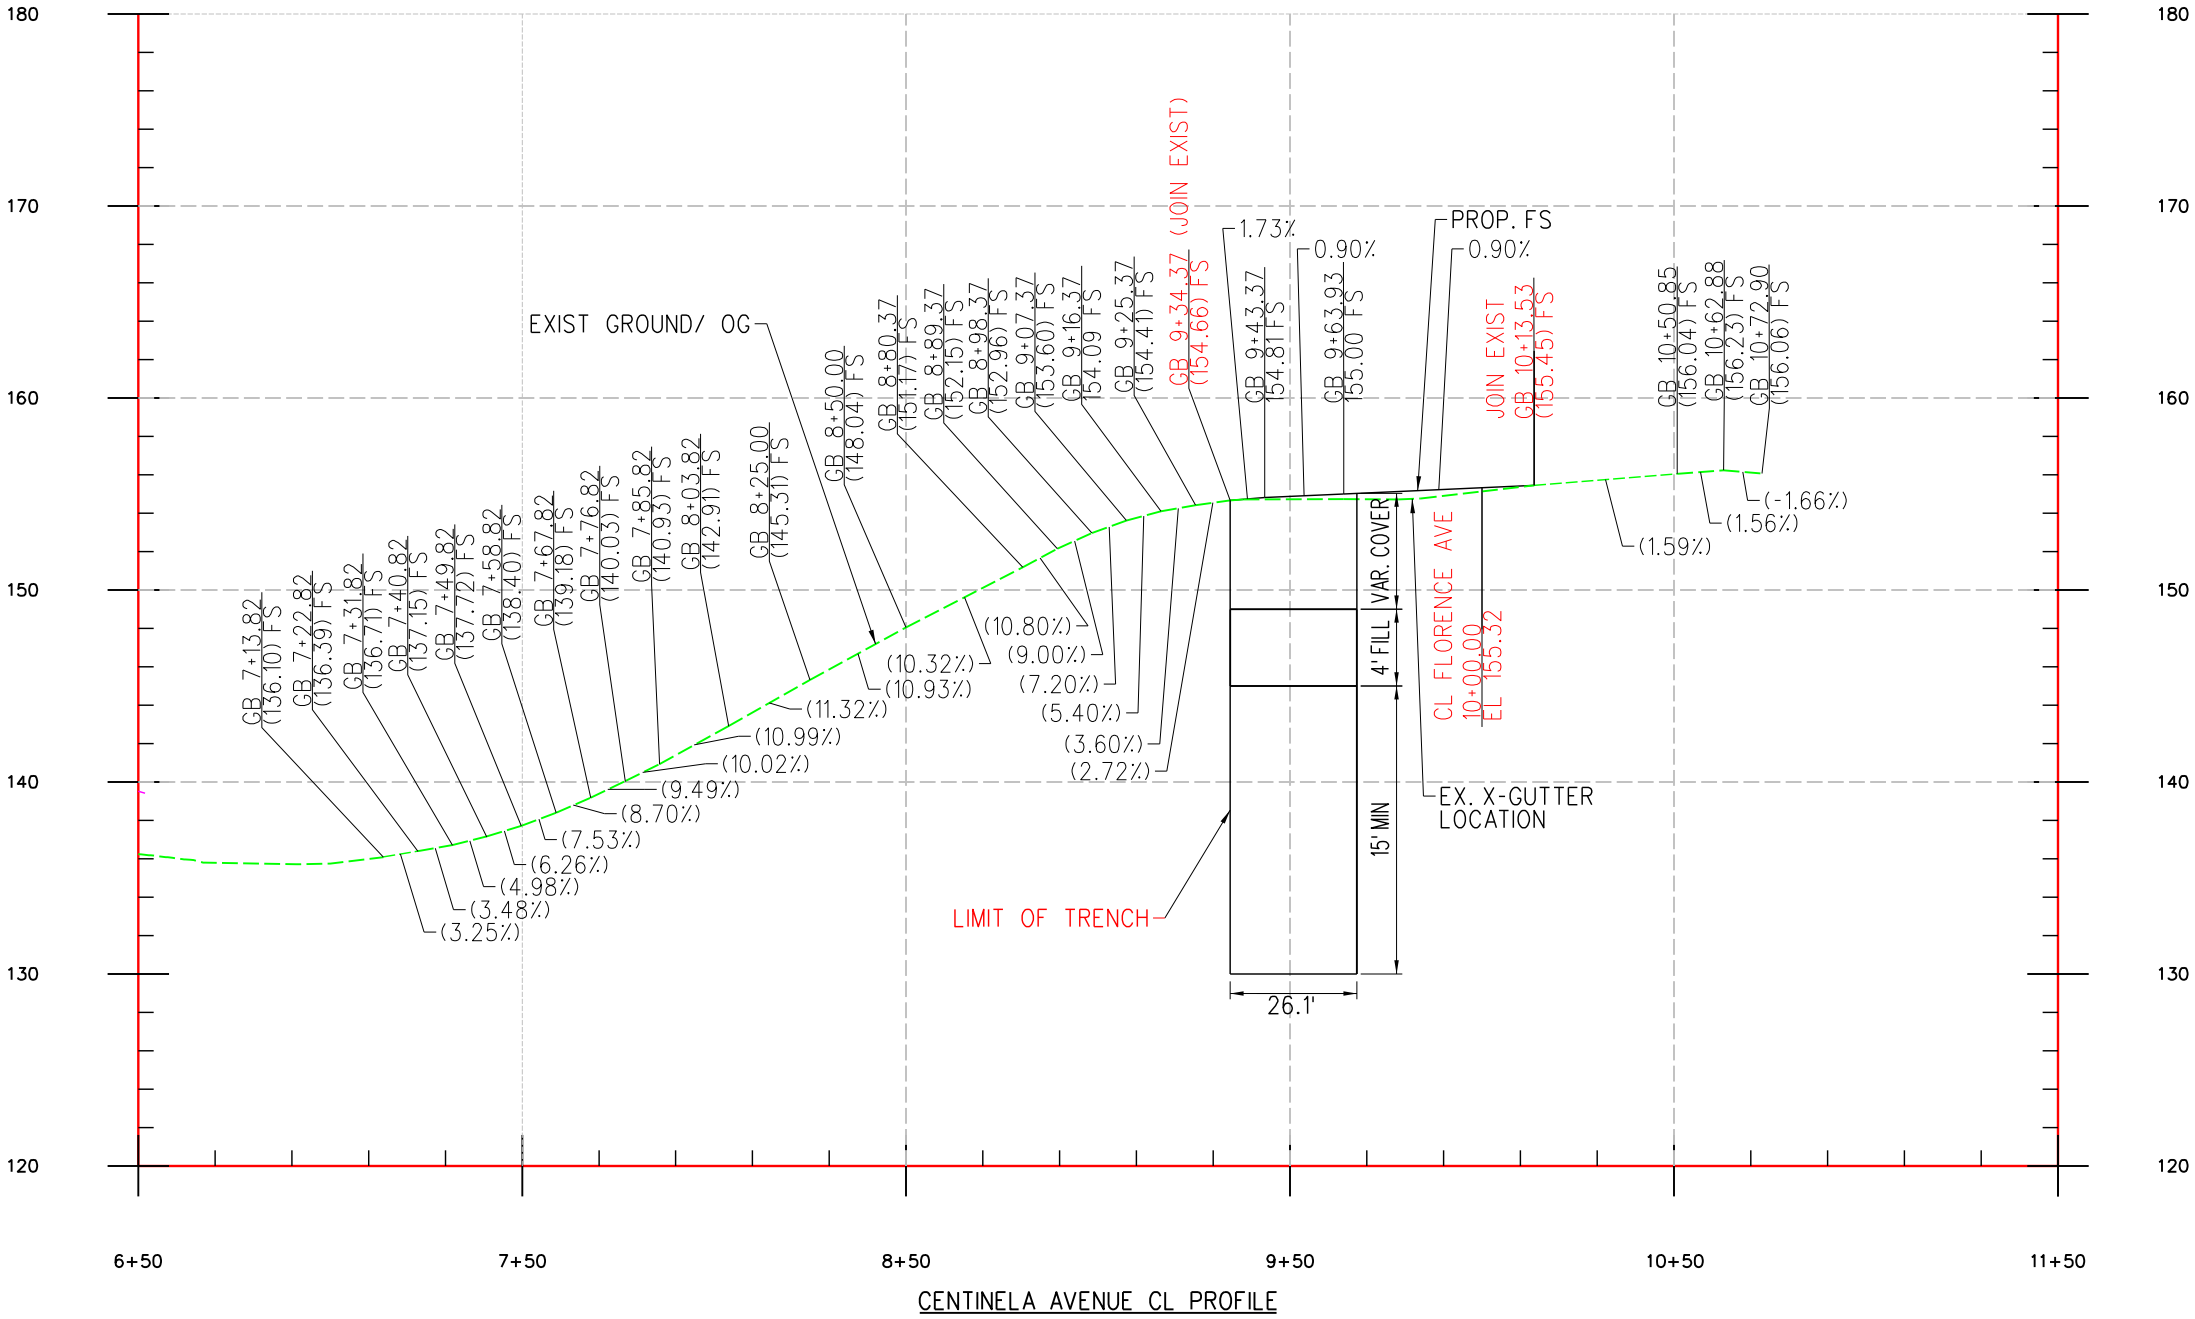 180
180
170
170
160
160
150
150
140
140
130
130
120
120
GB 7+13.82
(136.10) FS
GB 7+22.82
(136.39) FS
GB 7+31.82
(136.71) FS
GB 7+40.82
(137.15) FS
GB 7+49.82
(137.72) FS
GB 7+58.82
(138.40) FS
GB 7+67.82
(139.18) FS
GB 7+76.82
(140.03) FS
GB 7+85.82
(140.93) FS
GB 8+03.82
(142.91) FS
GB 8+25.00
(145.31) FS
GB 8+50.00
(148.04) FS
GB 8+80.37
(151.17) FS
GB 8+89.37
(152.15) FS
GB 8+98.37
(152.96) FS
GB 9+07.37
(153.60) FS
GB 9+16.37
154.09 FS
GB 9+25.37
(154.41) FS
GB 9+34.37 (JOIN EXIST)
(154.66) FS
GB 9+43.37
154.81 FS
GB 9+63.93
155.00 FS
JOIN EXIST
GB 10+13.53
(155.45) FS
GB 10+50.85
(156.04) FS
GB 10+62.88
(156.23) FS
GB 10+72.90
(156.06) FS
EXIST GROUND/ OG
1.73%
0.90%
PROP. FS
0.90%
(3.25%)
(3.48%)
(4.98%)
(6.26%)
(7.53%)
(8.70%)
(9.49%)
(10.02%)
(10.99%)
(11.32%)
(10.93%)
(10.32%)
(10.80%)
(9.00%)
(7.20%)
(5.40%)
(3.60%)
(2.72%)
(1.59%)
(1.56%)
(-1.66%)
VAR. COVER
4' FILL
15' MIN
26.1'
CL FLORENCE AVE
10+00.00
EL 155.32
EX. X-GUTTER
LOCATION
LIMIT OF TRENCH
6+50
7+50
8+50
9+50
10+50
11+50
CENTINELA AVENUE CL PROFILE